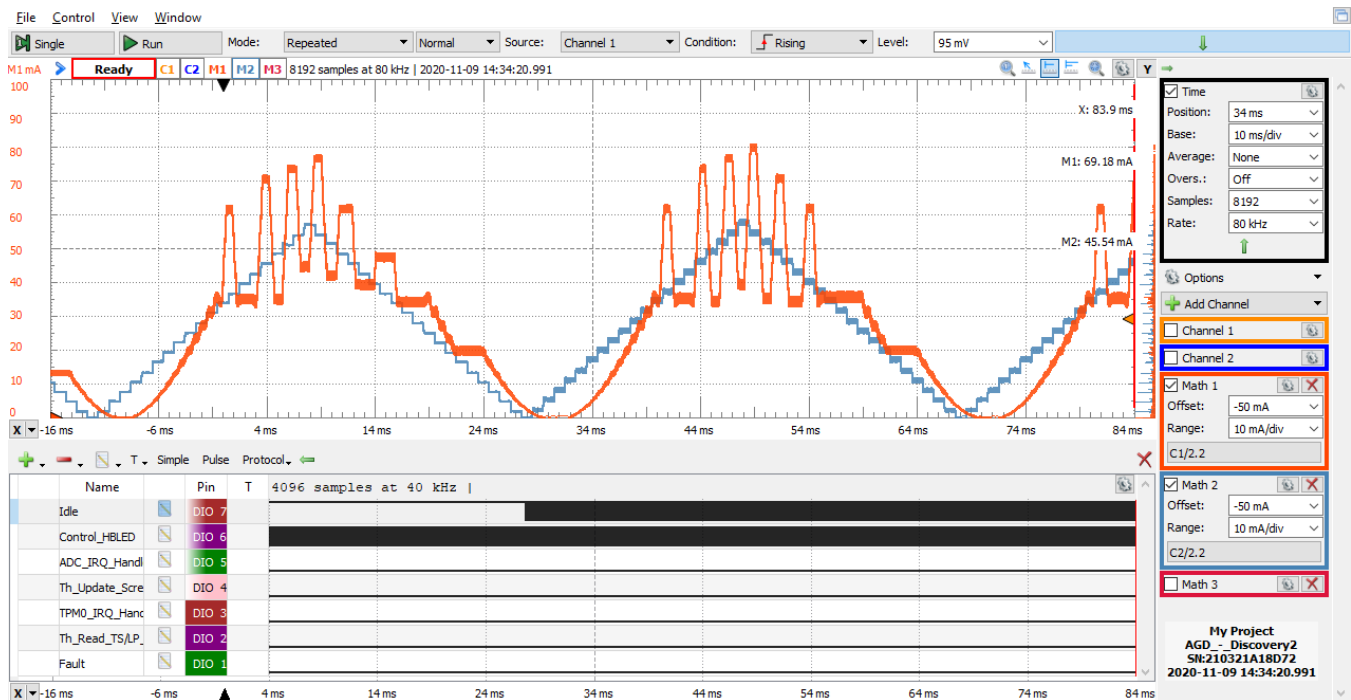 File Control View Window
Single Run Mode: Repeated Normal Source: Channel 1 Condition: Rising Level: 95 mV
M1 mA Ready C1 C2 M1 M2 M3 8192 samples at 80 kHz | 2020-11-09 14:34:20.991 Y
100
90
80
70
60
50
40
30
20
10
0
X: 83.9 ms
M1: 69.18 mA
M2: 45.54 mA
X -16 ms -6 ms 4 ms 14 ms 24 ms 34 ms 44 ms 54 ms 64 ms 74 ms 84 ms
Time
Position: 34 ms
Base: 10 ms/div
Average: None
Overs.: Off
Samples: 8192
Rate: 80 kHz
Options
Add Channel
Channel 1
Channel 2
Math 1
Offset: -50 mA
Range: 10 mA/div
C1/2.2
Math 2
Offset: -50 mA
Range: 10 mA/div
C2/2.2
Math 3
My Project
AGD_-_Discovery2
SN:210321A18D72
2020-11-09 14:34:20.991
T Simple Pulse Protocol
Name Pin T 4096 samples at 40 kHz |
Idle DIO 7
Control_HBLED DIO 6
ADC_IRQ_Handl DIO 5
Th_Update_Scre DIO 4
TPM0_IRQ_Hanc DIO 3
Th_Read_TS/LP_ DIO 2
Fault DIO 1
X -16 ms -6 ms 4 ms 14 ms 24 ms 34 ms 44 ms 54 ms 64 ms 74 ms 84 ms